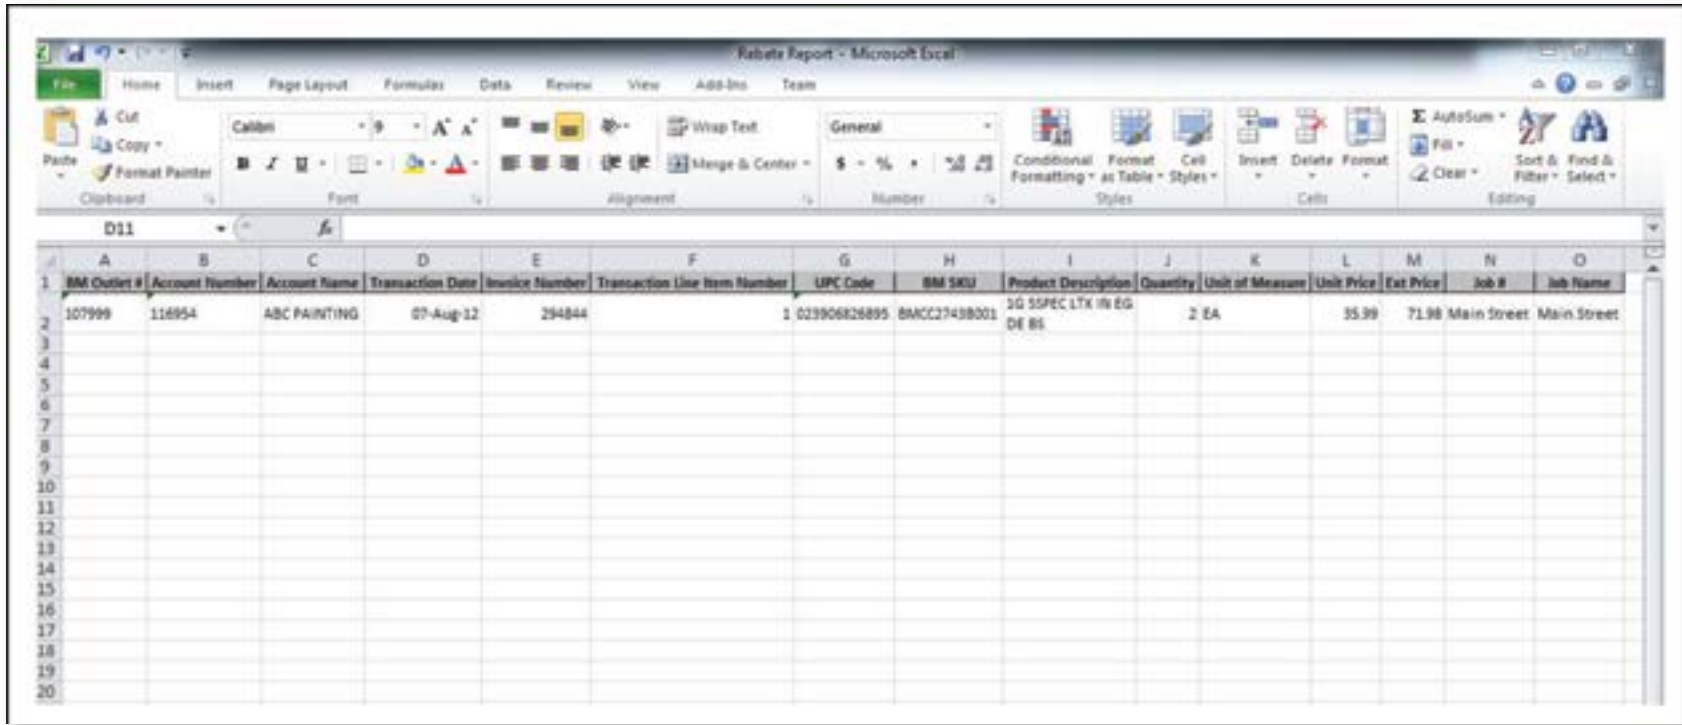 Rebate Report - Microsoft Excel
File Home Insert Page Layout Formulas Data Review View Add-Ins Team
Cut
Copy
Format Painter
Paste
Clipboard
Calibri 9 A A
B I U A
Font
Wrap Text
Merge & Center
Alignment
General
$ % ,
Number
Conditional Formatting
Format as Table
Cell Styles
Styles
Insert Delete Format
Cells
Σ AutoSum
Fill
Clear
Sort & Filter
Find & Select
Editing
D11 fx
A B C D E F G H I J K L M N O
1 BM Outlet # Account Number Account Name Transaction Date Invoice Number Transaction Line Item Number UPC Code BM SKU Product Description Quantity Unit of Measure Unit Price Ext Price Job # Job Name
2 107999 116954 ABC PAINTING 07-Aug-12 294844 1 023906826895 BMCC2743B001 1G SSPEC LTX IN EG DE BS 2 EA 35.99 71.98 Main Street Main Street
3
4
5
6
7
8
9
10
11
12
13
14
15
16
17
18
19
20